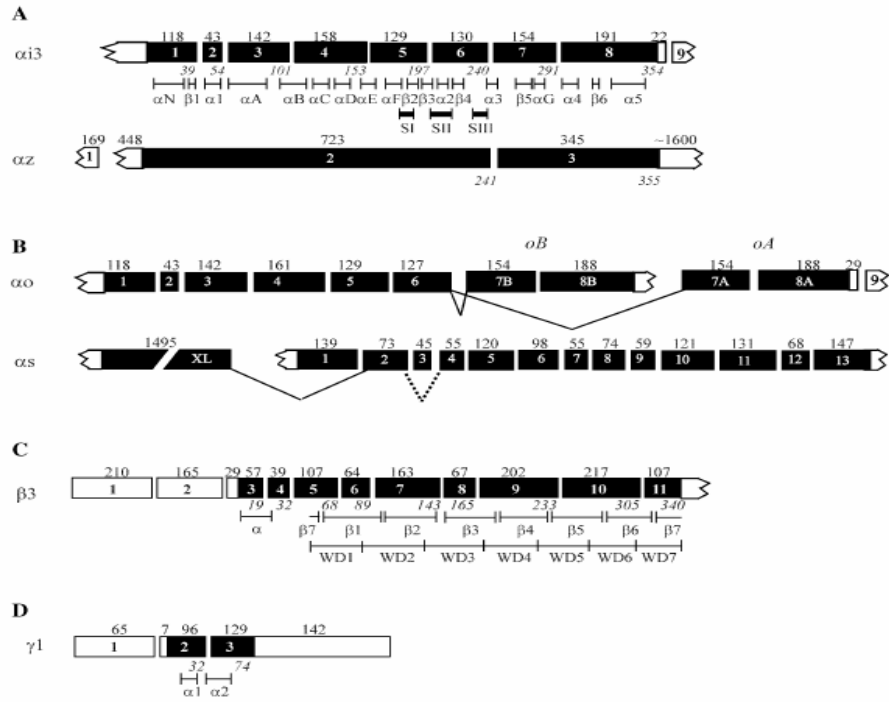 A
118 43 142 158 129 130 154 191 22
αi3 1 2 3 4 5 6 7 8 9
39 54 101 153 197 240 291 354
αN β1 α1 αA αB αC αD αE αF β2 β3 α2 β4 α3 β5 αG α4 β6 α5
SI SII SIII
169 448 723 345 ~1600
αz 1 2 3
241 355
B oB oA
118 43 142 161 129 127 154 188 154 188 29
αo 1 2 3 4 5 6 7B 8B 7A 8A 9
1495 139 73 45 55 120 98 55 74 59 121 131 68 147
αs XL 1 2 3 4 5 6 7 8 9 10 11 12 13
C
210 165 29 57 39 107 64 163 67 202 217 107
β3 1 2 3 4 5 6 7 8 9 10 11
19 32 68 89 143 165 233 305 340
α β7 β1 β2 β3 β4 β5 β6 β7
WD1 WD2 WD3 WD4 WD5 WD6 WD7
D
65 7 96 129 142
γ1 1 2 3
32 74
α1 α2